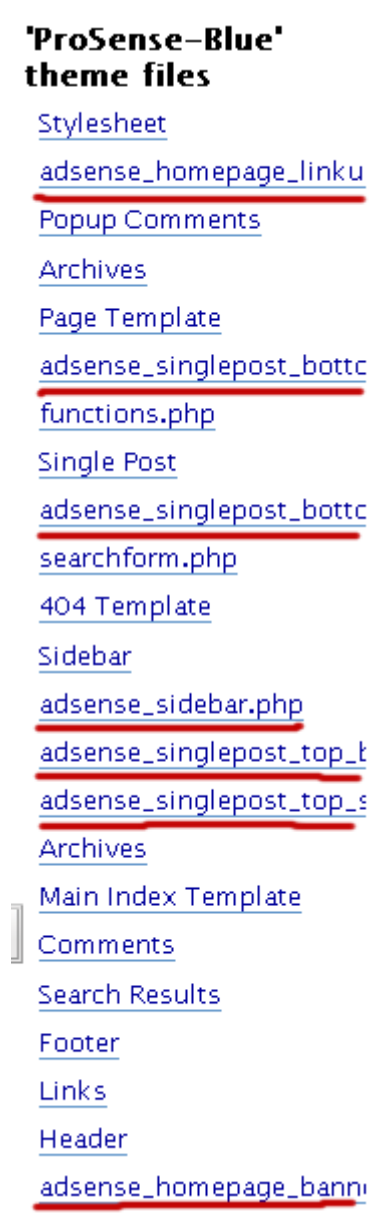 'ProSense-Blue'
theme files
Stylesheet
adsense_homepage_linku
Popup Comments
Archives
Page Template
adsense_singlepost_bottc
functions.php
Single Post
adsense_singlepost_bottc
searchform.php
404 Template
Sidebar
adsense_sidebar.php
adsense_singlepost_top_b
adsense_singlepost_top_s
Archives
Main Index Template
Comments
Search Results
Footer
Links
Header
adsense_homepage_bann